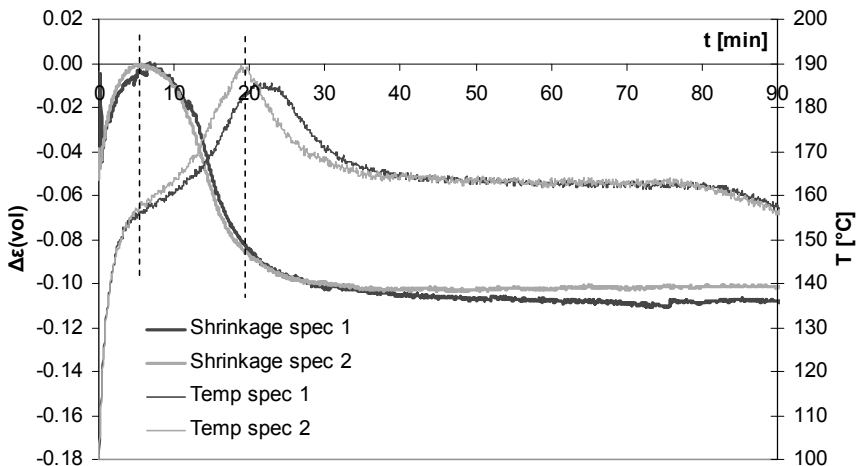 0.02
0.00
-0.02
-0.04
-0.06
-0.08
-0.10
-0.12
-0.14
-0.16
-0.18
Δε(vol)
t [min]
0 10 20 30 40 50 60 70 80 90
200
190
180
170
160
150
140
130
120
110
100
T [°C]
Shrinkage spec 1
Shrinkage spec 2
Temp spec 1
Temp spec 2